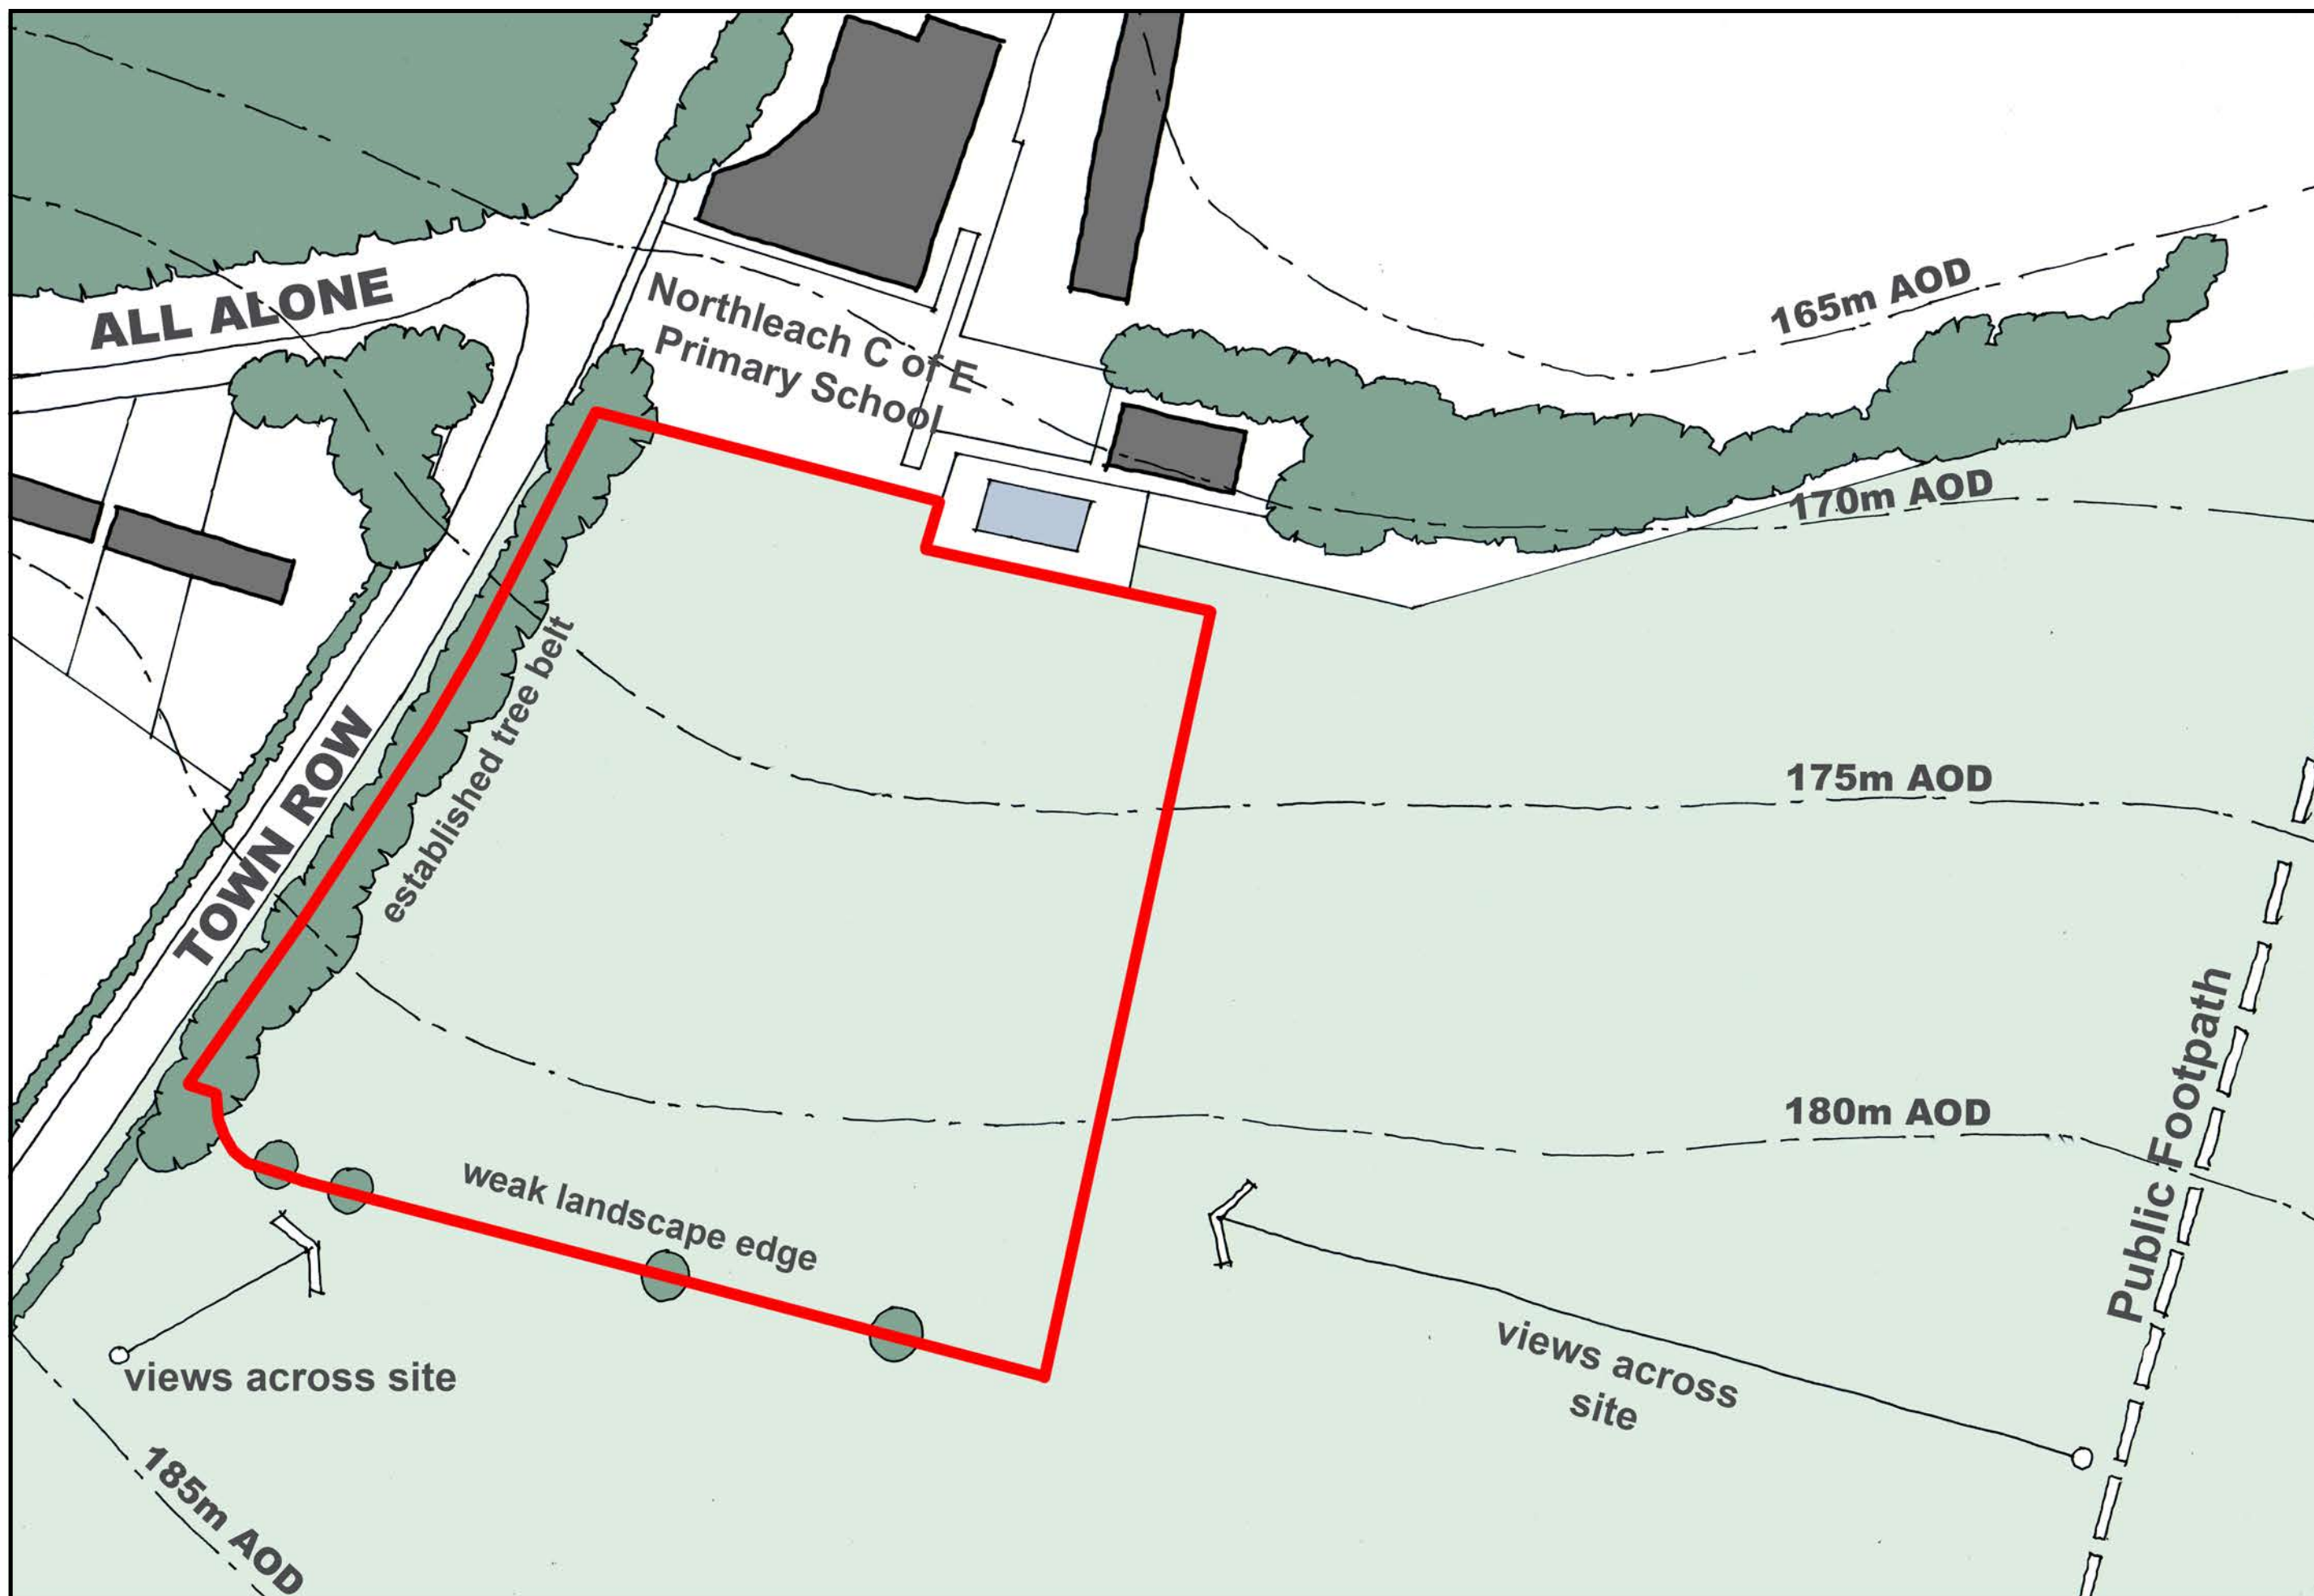 ALL ALONE
Northleach C of E
Primary School
165m AOD
170m AOD
established tree belt
TOWN ROW
175m AOD
180m AOD
Public Footpath
weak landscape edge
views across site
views across
site
185m AOD